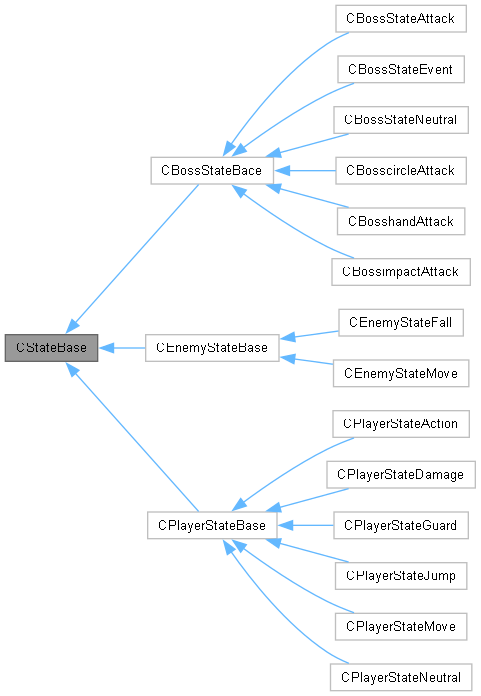 CBossStateAttack
CBossStateEvent
CBossStateNeutral
CBossStateBace
CBosscircleAttack
CBosshandAttack
CBossimpactAttack
CEnemyStateFall
CStateBase
CEnemyStateBase
CEnemyStateMove
CPlayerStateAction
CPlayerStateDamage
CPlayerStateBase
CPlayerStateGuard
CPlayerStateJump
CPlayerStateMove
CPlayerStateNeutral